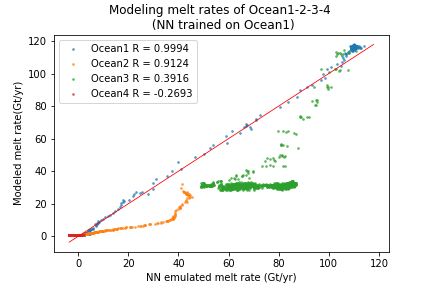 Modeling melt rates of Ocean1-2-3-4
(NN trained on Ocean1)
Ocean1 R = 0.9994
Ocean2 R = 0.9124
Ocean3 R = 0.3916
Ocean4 R = -0.2693
Modeled melt rate(Gt/yr)
120
100
80
60
40
20
0
0 20 40 60 80 100 120
NN emulated melt rate (Gt/yr)